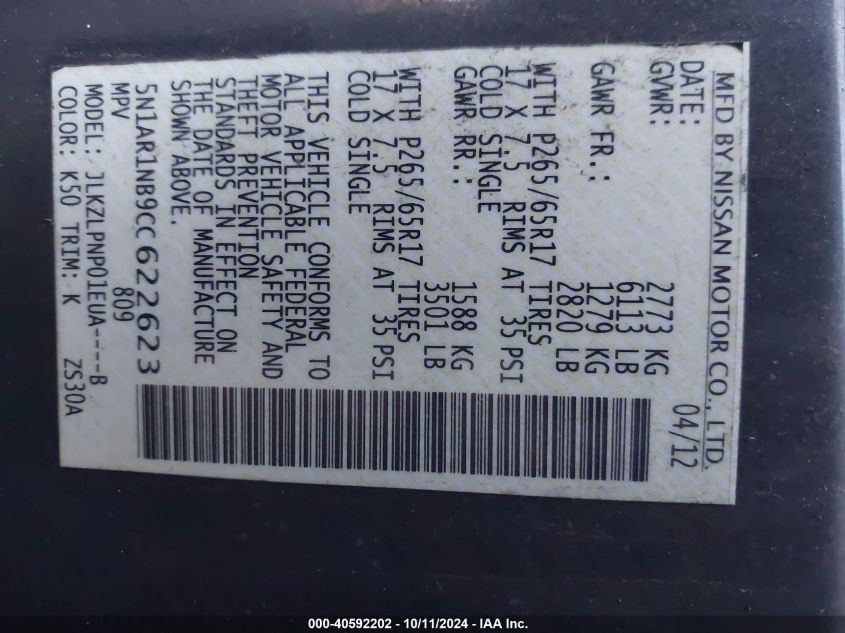 MFD BY NISSAN MOTOR CO., LTD.
DATE: 04/12
GVWR: 2773 KG
6113 LB
GAWR FR.: 1279 KG
2820 LB
WITH P265/65R17 TIRES
17 X 7.5 RIMS AT 35 PSI
COLD SINGLE
GAWR RR.: 1588 KG
3501 LB
WITH P265/65R17 TIRES
17 X 7.5 RIMS AT 35 PSI
COLD SINGLE
THIS VEHICLE CONFORMS TO
ALL APPLICABLE FEDERAL
MOTOR VEHICLE SAFETY AND
THEFT PREVENTION
STANDARDS IN EFFECT ON
THE DATE OF MANUFACTURE
SHOWN ABOVE.
5N1AR1NB9CC622623
MPV 809
MODEL: JLKZLPNP01EUA----B
COLOR: K50 TRIM: K ZS30A
000-40592202 - 10/11/2024 - IAA Inc.